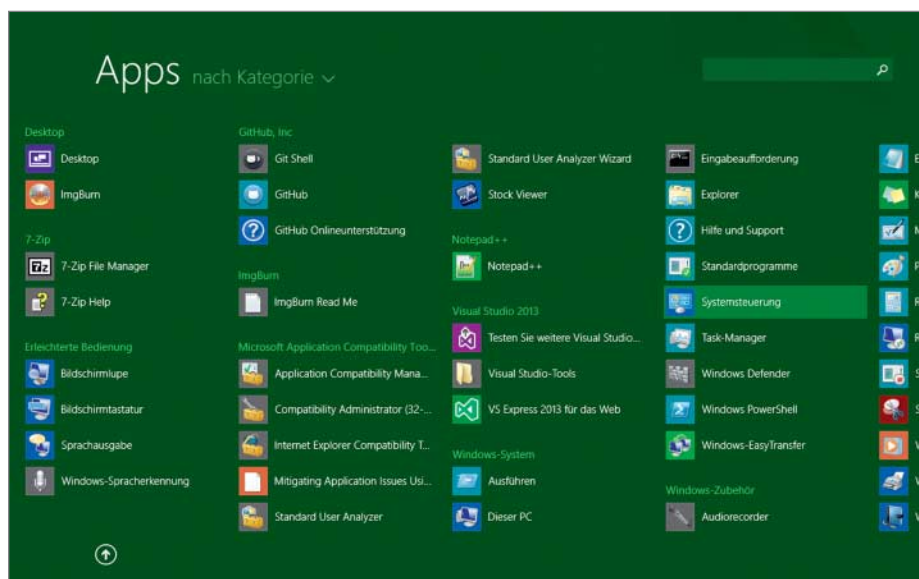 Apps nach Kategorie
Desktop
Desktop
ImgBurn
7-Zip
7-Zip File Manager
7-Zip Help
Erleichterte Bedienung
Bildschirmlupe
Bildschirmtastatur
Sprachausgabe
Windows-Spracherkennung
GitHub, Inc
Git Shell
GitHub
GitHub Onlineunterstützung
ImgBurn
ImgBurn Read Me
Microsoft Application Compatibility Too...
Application Compatibility Mana...
Compatibility Administrator (32-...
Internet Explorer Compatibility T...
Mitigating Application Issues Usi...
Standard User Analyzer
Standard User Analyzer Wizard
Stock Viewer
Notepad++
Notepad++
Visual Studio 2013
Testen Sie weitere Visual Studio...
Visual Studio-Tools
VS Express 2013 für das Web
Windows-System
Ausführen
Dieser PC
Eingabeaufforderung
Explorer
Hilfe und Support
Standardprogramme
Systemsteuerung
Task-Manager
Windows Defender
Windows PowerShell
Windows-EasyTransfer
Windows-Zubehör
Audiorecorder